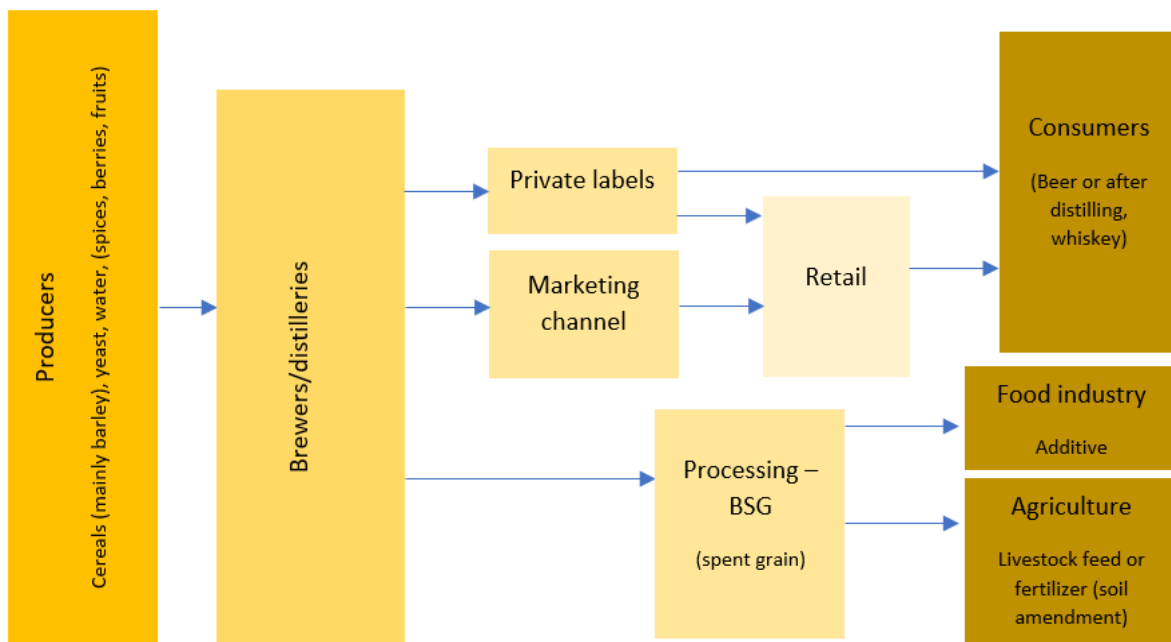 Producers
Cereals (mainly barley), yeast, water, (spices, berries, fruits)
Brewers/distilleries
Private labels
Marketing
channel
Retail
Consumers
(Beer or after
distilling,
whiskey)
Processing –
BSG
(spent grain)
Food industry
Additive
Agriculture
Livestock feed or
fertilizer (soil
amendment)